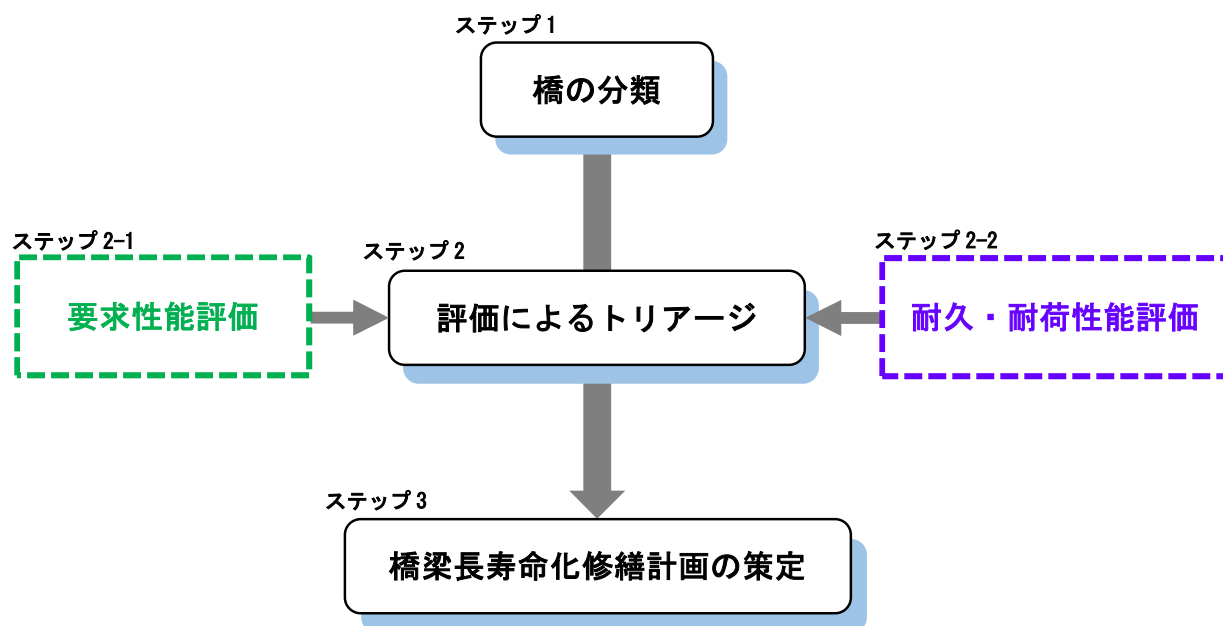 ステップ1
橋の分類
ステップ2-1
要求性能評価
ステップ2
評価によるトリアージ
ステップ2-2
耐久・耐荷性能評価
ステップ3
橋梁長寿命化修繕計画の策定